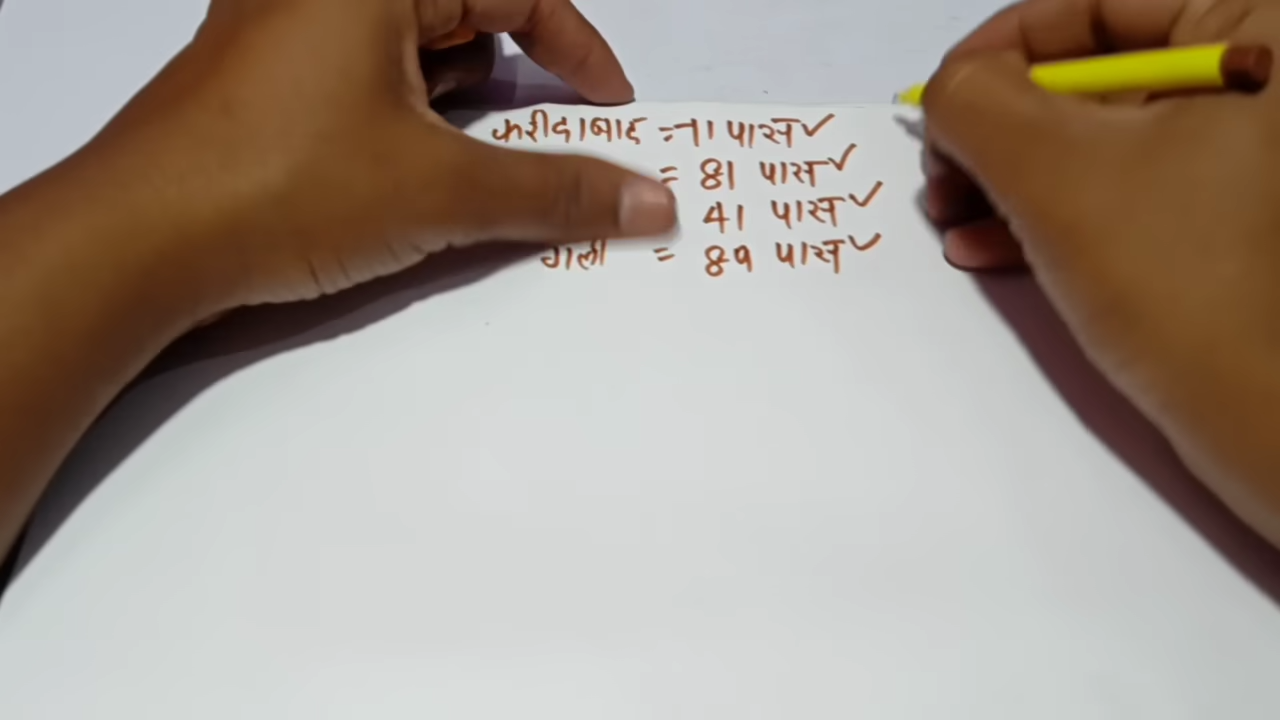 फरीदाबाद = 71 पास ✓
= 81 पास ✓
41 पास ✓
गली = 89 पास ✓